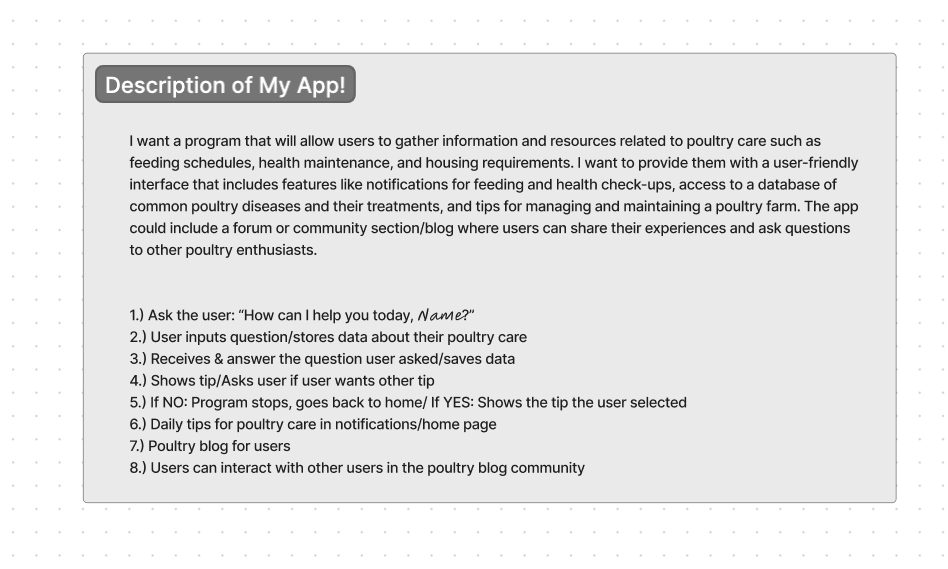 Description of My App!
I want a program that will allow users to gather information and resources related to poultry care such as
feeding schedules, health maintenance, and housing requirements. I want to provide them with a user-friendly
interface that includes features like notifications for feeding and health check-ups, access to a database of
common poultry diseases and their treatments, and tips for managing and maintaining a poultry farm. The app
could include a forum or community section/blog where users can share their experiences and ask questions
to other poultry enthusiasts.
1.) Ask the user: “How can I help you today, Name?”
2.) User inputs question/stores data about their poultry care
3.) Receives & answer the question user asked/saves data
4.) Shows tip/Asks user if user wants other tip
5.) If NO: Program stops, goes back to home/ If YES: Shows the tip the user selected
6.) Daily tips for poultry care in notifications/home page
7.) Poultry blog for users
8.) Users can interact with other users in the poultry blog community